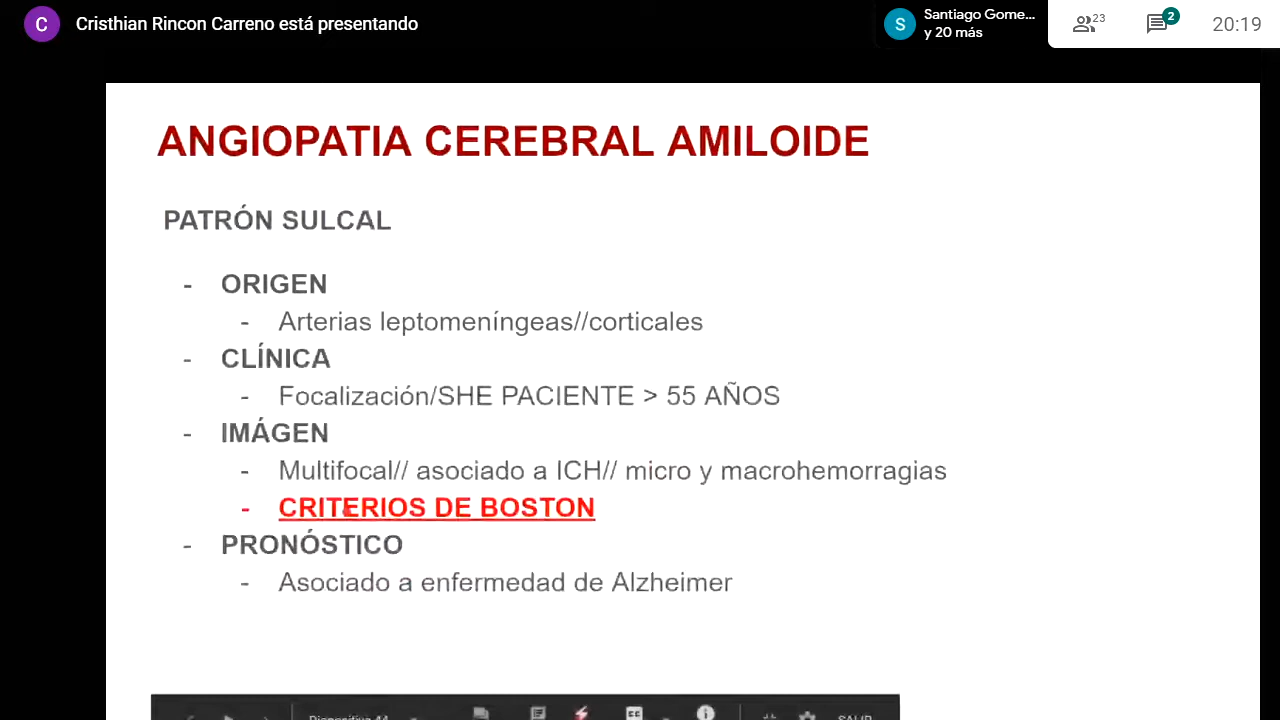 C
Cristhian Rincon Carreno está presentando
S
Santiago Gome...
y 20 más
23
2
20:19
ANGIOPATIA CEREBRAL AMILOIDE
PATRÓN SULCAL
- ORIGEN
- Arterias leptomeníngeas//corticales
- CLÍNICA
- Focalización/SHE PACIENTE > 55 AÑOS
- IMÁGEN
- Multifocal// asociado a ICH// micro y macrohemorragias
- CRITERIOS DE BOSTON
- PRONÓSTICO
- Asociado a enfermedad de Alzheimer